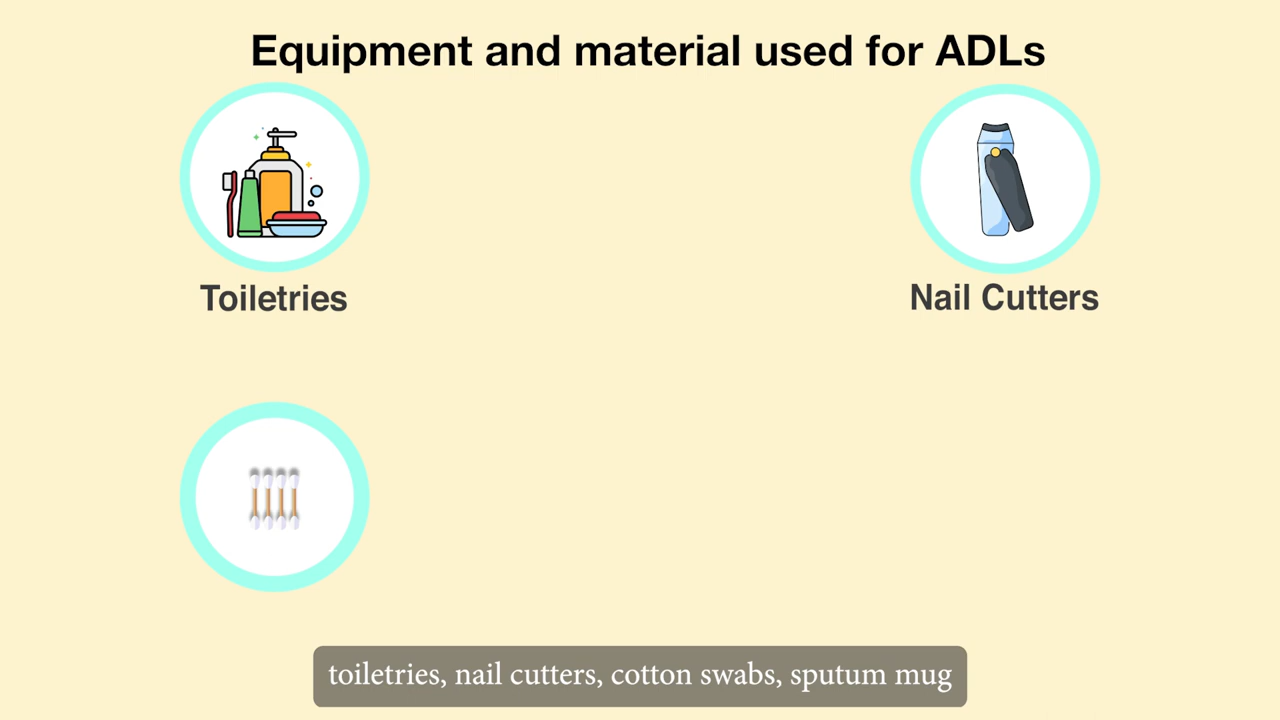 Equipment and material used for ADLs
Toiletries
Nail Cutters
toiletries, nail cutters, cotton swabs, sputum mug